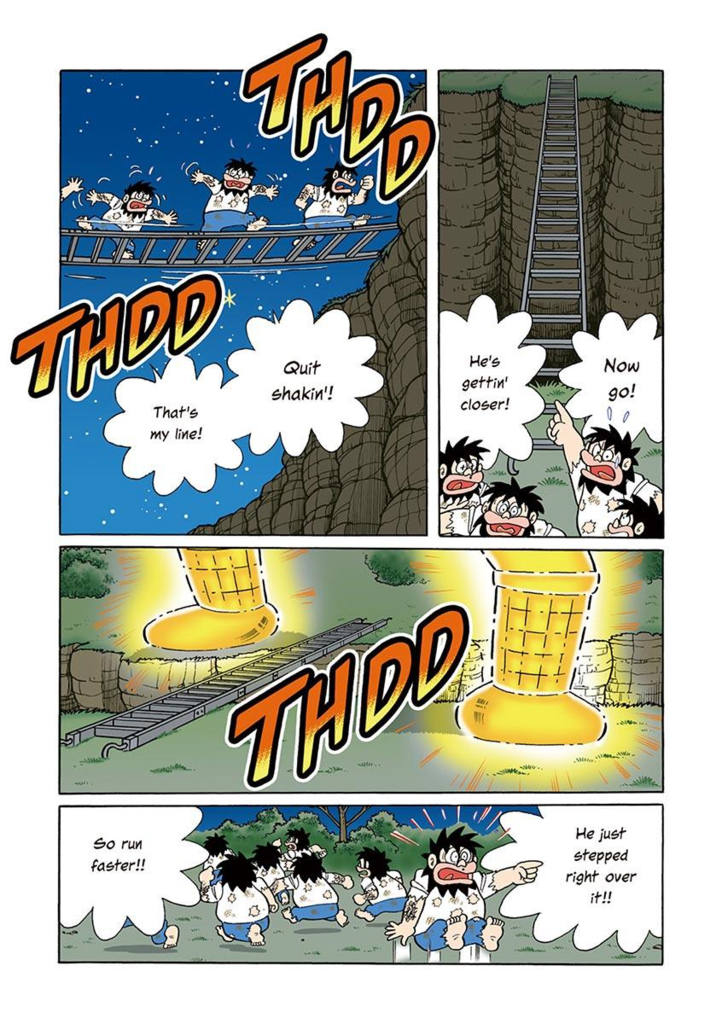 THDD
THDD
Quit
shakin'!
That's
my line!
He's
gettin'
closer!
Now
go!
THDD
He just
stepped
right over
it!!
So run
faster!!